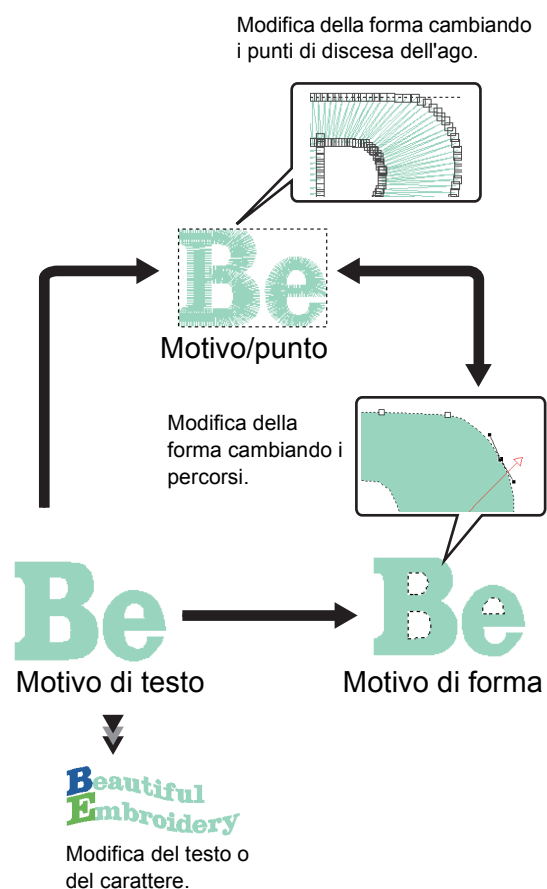 Modifica della forma cambiando
i punti di discesa dell'ago.
Be
Motivo/punto
Modifica della
forma cambiando i
percorsi.
Be
Motivo di testo
Be
Motivo di forma
Beautiful
Embroidery
Modifica del testo o
del carattere.